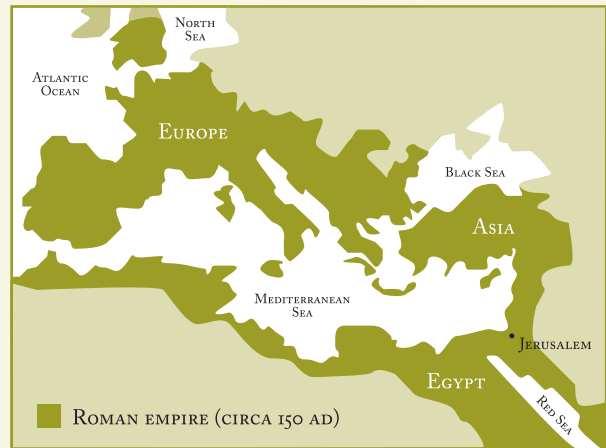 North
Sea
Atlantic
Ocean
Europe
Black Sea
Asia
Mediterranean
Sea
Jerusalem
Egypt
Red Sea
Roman empire (circa 150 AD)